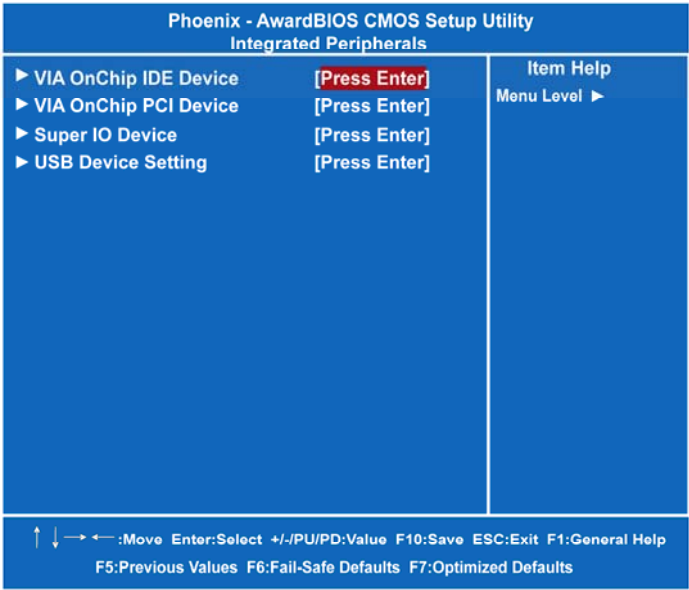 Phoenix - AwardBIOS CMOS Setup Utility
Integrated Peripherals
► VIA OnChip IDE Device [Press Enter]
► VIA OnChip PCI Device [Press Enter]
► Super IO Device [Press Enter]
► USB Device Setting [Press Enter]
Item Help
Menu Level ►
↑ ↓ → ← :Move Enter:Select +/-/PU/PD:Value F10:Save ESC:Exit F1:General Help
F5:Previous Values F6:Fail-Safe Defaults F7:Optimized Defaults